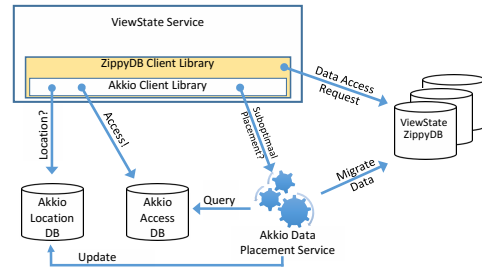 ViewState Service
ZippyDB Client Library
Akkio Client Library
Data Access
Request
Location?
Access!
Suboptimaal
Placement?
ViewState
ZippyDB
Migrate
Data
Akkio
Location
DB
Akkio
Access
DB
Query
Akkio Data
Placement Service
Update